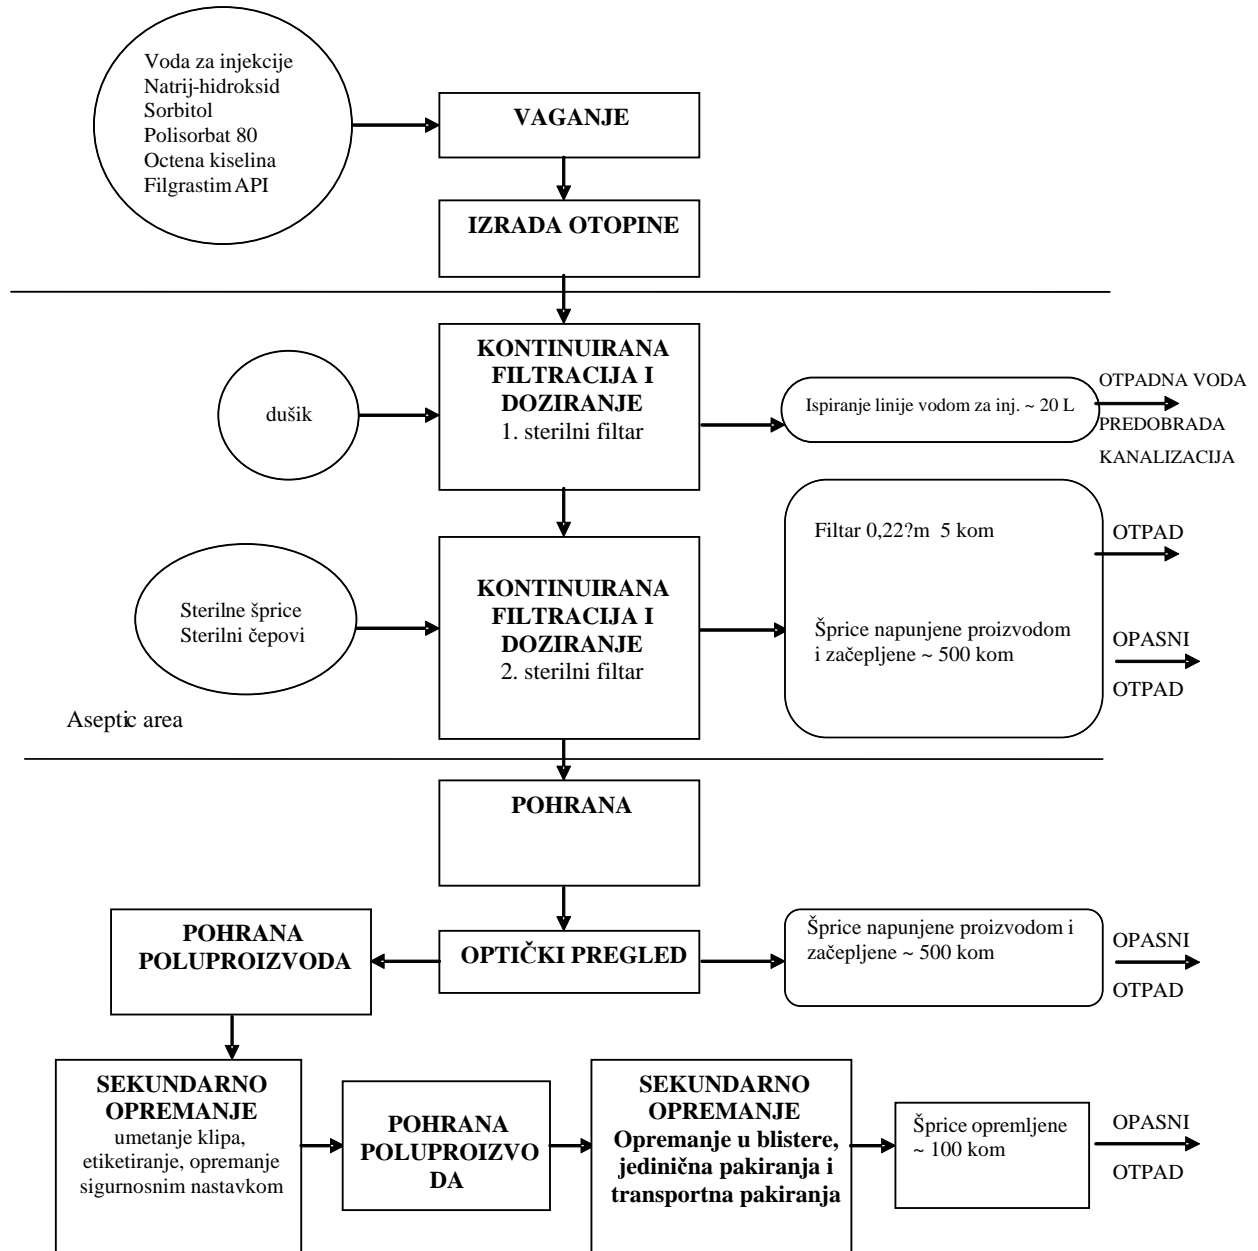 Voda za injekcije
Natrij-hidroksid
Sorbitol
Polisorbat 80
Octena kiselina
Filgrastim API
VAGANJE
IZRADA OTOPINE
dušik
KONTINUIRANA
FILTRACIJA I
DOZIRANJE
1. sterilni filtar
Ispiranje linije vodom za inj. ~ 20 L
OTPADNA VODA
PREDOBRADA
KANALIZACIJA
Sterilne šprice
Sterilni čepovi
KONTINUIRANA
FILTRACIJA I
DOZIRANJE
2. sterilni filtar
Filtar 0,22?m 5 kom
OTPAD
Šprice napunjene proizvodom
i začepljene ~ 500 kom
OPASNI
OTPAD
Aseptic area
POHRANA
OPTIČKI PREGLED
Šprice napunjene proizvodom i
začepljene ~ 500 kom
OPASNI
OTPAD
POHRANA
POLUPROIZVODA
SEKUNDARNO
OPREMANJE
umetanje klipa,
etiketiranje, opremanje
sigurnosnim nastavkom
POHRANA
POLUPROIZVO
DA
SEKUNDARNO
OPREMANJE
Opremanje u blistere,
jedinična pakiranja i
transportna pakiranja
Šprice opremljene
~ 100 kom
OPASNI
OTPAD